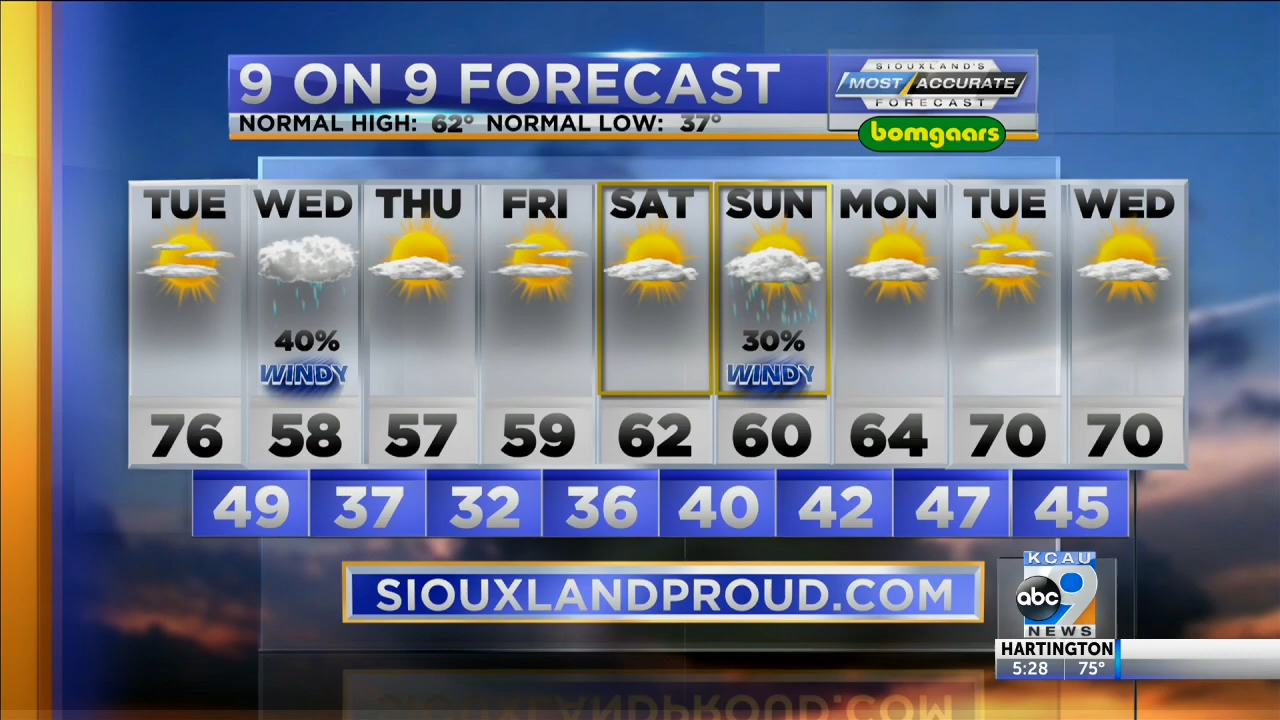 9 ON 9 FORECAST
NORMAL HIGH: 62° NORMAL LOW: 37°
SIOUXLAND'S
MOST ACCURATE
FORECAST
bomgaars
TUE WED THU FRI SAT SUN MON TUE WED
40% 30%
WINDY WINDY
76 58 57 59 62 60 64 70 70
49 37 32 36 40 42 47 45
SIOUXLANDPROUD.COM
KCAU
abc 9
NEWS
HARTINGTON
5:28 75°
SIOUXLANDPROUD.COM